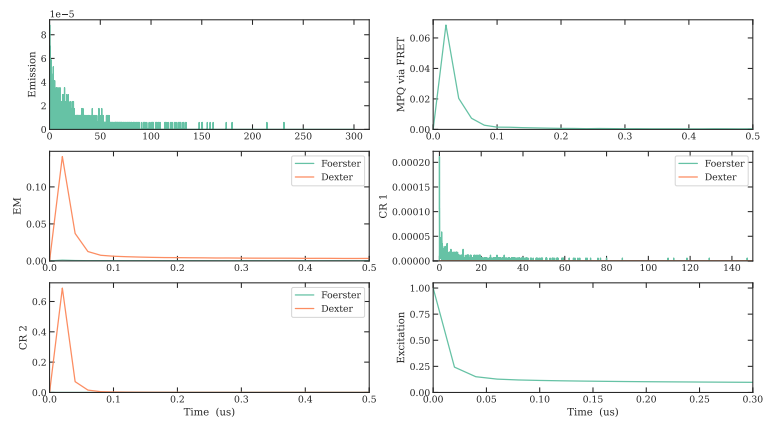 1e−5
8
6
4
2
0
Emission
0 50 100 150 200 250 300
0.06
0.04
0.02
0.00
MPQ via FRET
0.0 0.1 0.2 0.3 0.4 0.5
0.10
0.05
0.00
EM
Foerster
Dexter
0.0 0.1 0.2 0.3 0.4 0.5
0.00020
0.00015
0.00010
0.00005
0.00000
CR 1
Foerster
Dexter
0 20 40 60 80 100 120 140
0.6
0.4
0.2
0.0
CR 2
Foerster
Dexter
0.0 0.1 0.2 0.3 0.4 0.5
Time (us)
1.00
0.75
0.50
0.25
0.00
Excitation
0.00 0.05 0.10 0.15 0.20 0.25 0.30
Time (us)